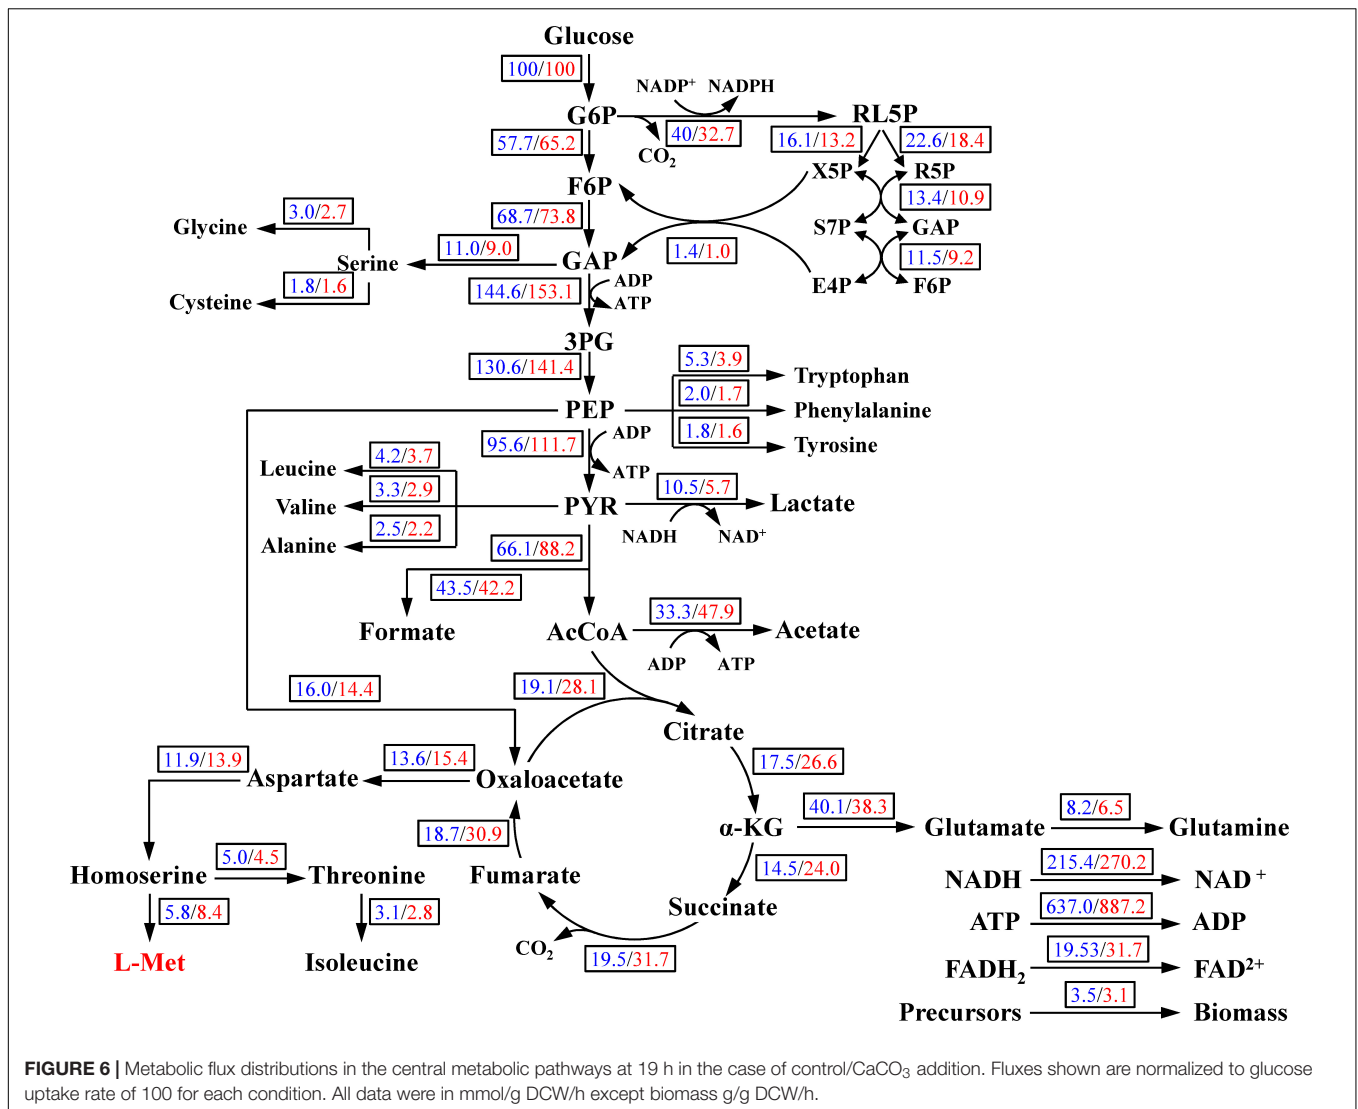 Glucose
100/100
NADP+ NADPH
G6P RL5P
40/32.7 16.1/13.2 22.6/18.4
57.7/65.2
CO2
X5P R5P
F6P
13.4/10.9
3.0/2.7
68.7/73.8
Glycine
S7P GAP
11.0/9.0
1.4/1.0
11.5/9.2
Serine GAP
ADP
1.8/1.6
144.6/153.1
E4P F6P
Cysteine
ATP
3PG
130.6/141.4
5.3/3.9
Tryptophan
2.0/1.7
PEP Phenylalanine
1.8/1.6
ADP
95.6/111.7
Tyrosine
4.2/3.7
Leucine
ATP
3.3/2.9
10.5/5.7
Valine PYR Lactate
2.5/2.2
NADH NAD+
Alanine
66.1/88.2
43.5/42.2
33.3/47.9
Formate AcCoA Acetate
ADP ATP
16.0/14.4 19.1/28.1
Citrate
11.9/13.9 13.6/15.4 17.5/26.6
Aspartate Oxaloacetate
40.1/38.3 8.2/6.5
18.7/30.9
α-KG Glutamate Glutamine
5.0/4.5
14.5/24.0
215.4/270.2
Homoserine Threonine Fumarate
NADH NAD+
5.8/8.4 3.1/2.8
Succinate
637.0/887.2
ATP ADP
CO2
19.5/31.7
19.53/31.7
L-Met Isoleucine
FADH2 FAD2+
3.5/3.1
Precursors Biomass
FIGURE 6 | Metabolic flux distributions in the central metabolic pathways at 19 h in the case of control/CaCO3 addition. Fluxes shown are normalized to glucose
uptake rate of 100 for each condition. All data were in mmol/g DCW/h except biomass g/g DCW/h.